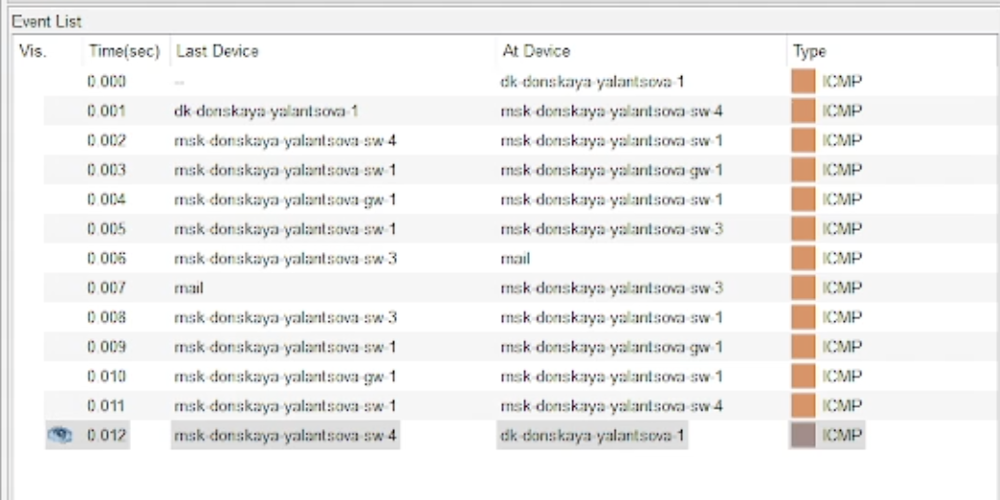 Event List
Vis. Time(sec) Last Device At Device Type
0.000 -- dk-donskaya-yalantsova-1 ICMP
0.001 dk-donskaya-yalantsova-1 msk-donskaya-yalantsova-sw-4 ICMP
0.002 msk-donskaya-yalantsova-sw-4 msk-donskaya-yalantsova-sw-1 ICMP
0.003 msk-donskaya-yalantsova-sw-1 msk-donskaya-yalantsova-gw-1 ICMP
0.004 msk-donskaya-yalantsova-gw-1 msk-donskaya-yalantsova-sw-1 ICMP
0.005 msk-donskaya-yalantsova-sw-1 msk-donskaya-yalantsova-sw-3 ICMP
0.006 msk-donskaya-yalantsova-sw-3 mail ICMP
0.007 mail msk-donskaya-yalantsova-sw-3 ICMP
0.008 msk-donskaya-yalantsova-sw-3 msk-donskaya-yalantsova-sw-1 ICMP
0.009 msk-donskaya-yalantsova-sw-1 msk-donskaya-yalantsova-gw-1 ICMP
0.010 msk-donskaya-yalantsova-gw-1 msk-donskaya-yalantsova-sw-1 ICMP
0.011 msk-donskaya-yalantsova-sw-1 msk-donskaya-yalantsova-sw-4 ICMP
0.012 msk-donskaya-yalantsova-sw-4 dk-donskaya-yalantsova-1 ICMP